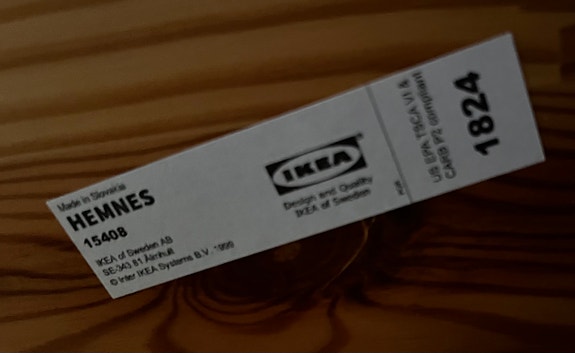 Made in Slovakia
HEMNES
15408
IKEA of Sweden AB
SE-343 81 Älmhult
© Inter IKEA Systems B.V. 1999
IKEA
Design and Quality
IKEA of Sweden
US EPA TSCA VI &
CARB P2 compliant
1824